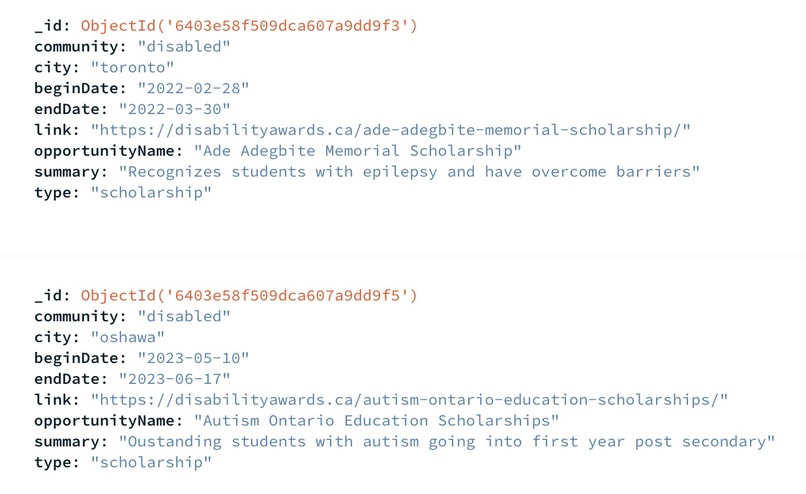 _id: ObjectId('6403e58f509dca607a9dd9f3')
community: "disabled"
city: "toronto"
beginDate: "2022-02-28"
endDate: "2022-03-30"
link: "https://disabilityawards.ca/ade-adegbite-memorial-scholarship/"
opportunityName: "Ade Adegbite Memorial Scholarship"
summary: "Recognizes students with epilepsy and have overcome barriers"
type: "scholarship"
_id: ObjectId('6403e58f509dca607a9dd9f5')
community: "disabled"
city: "oshawa"
beginDate: "2023-05-10"
endDate: "2023-06-17"
link: "https://disabilityawards.ca/autism-ontario-education-scholarships/"
opportunityName: "Autism Ontario Education Scholarships"
summary: "Oustanding students with autism going into first year post secondary"
type: "scholarship"